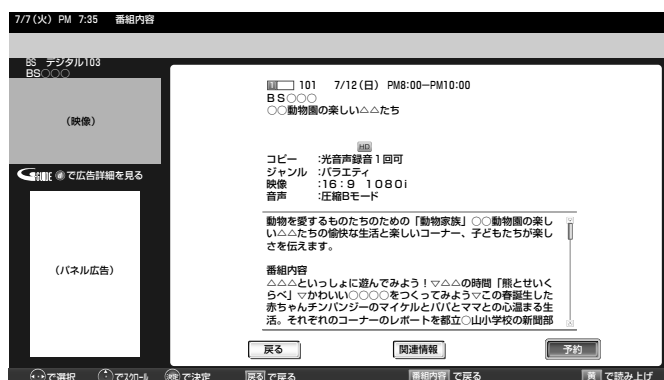 7/7(火) PM 7:35 番組内容
BS デジタル103
BS○○○
(映像)
G-GUIDE で広告詳細を見る
(パネル広告)
101 7/12(日) PM8:00−PM10:00
BS○○○
○○動物園の楽しい△△たち
HD
コピー :光音声録音1回可
ジャンル :バラエティ
映像 :16:9 1080i
音声 :圧縮Bモード
動物を愛するものたちのための「動物家族」○○動物園の楽し
い△△たちの愉快な生活と楽しいコーナー、子どもたちが楽し
さを伝えます。
番組内容
△△△といっしょに遊んでみよう!▽△△の時間「熊とせいく
らべ」▽かわいい○○○○をつくってみよう▽この春誕生した
赤ちゃんチンパンジーのマイケルとパパとママとの心温まる生
活。それぞれのコーナーのレポートを都立○山小学校の新聞部
戻る 関連情報 予約
で選択 でスクロール 決定 で決定 戻る で戻る 番組内容 で戻る 黄 で読み上げ